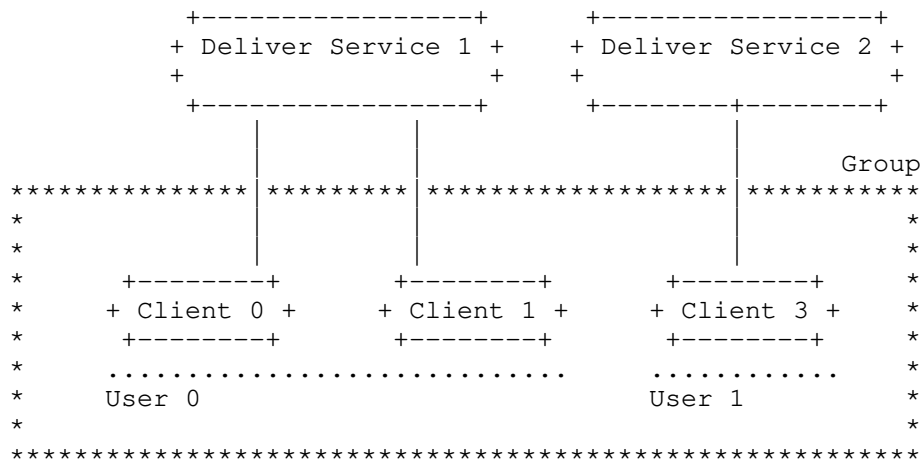 Deliver Service 1 Deliver Service 2
Group
Client 0 Client 1 Client 3
User 0 User 1